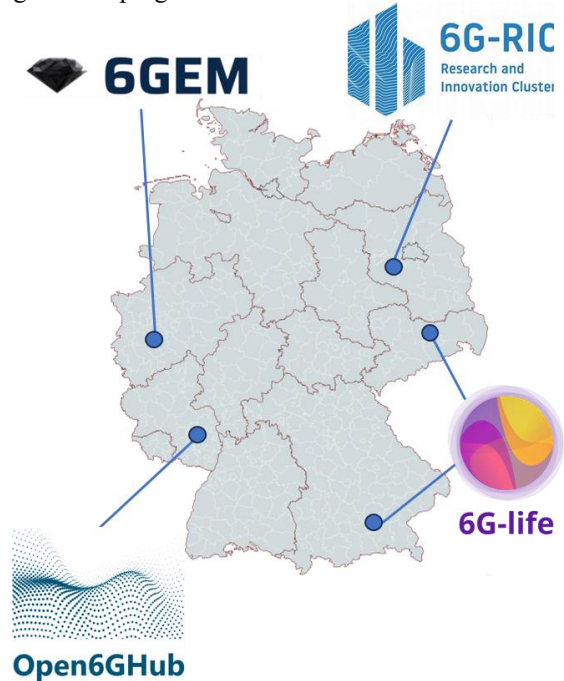 6GEM
6G-RIC
Research and
Innovation Cluster
6G-life
Open6GHub